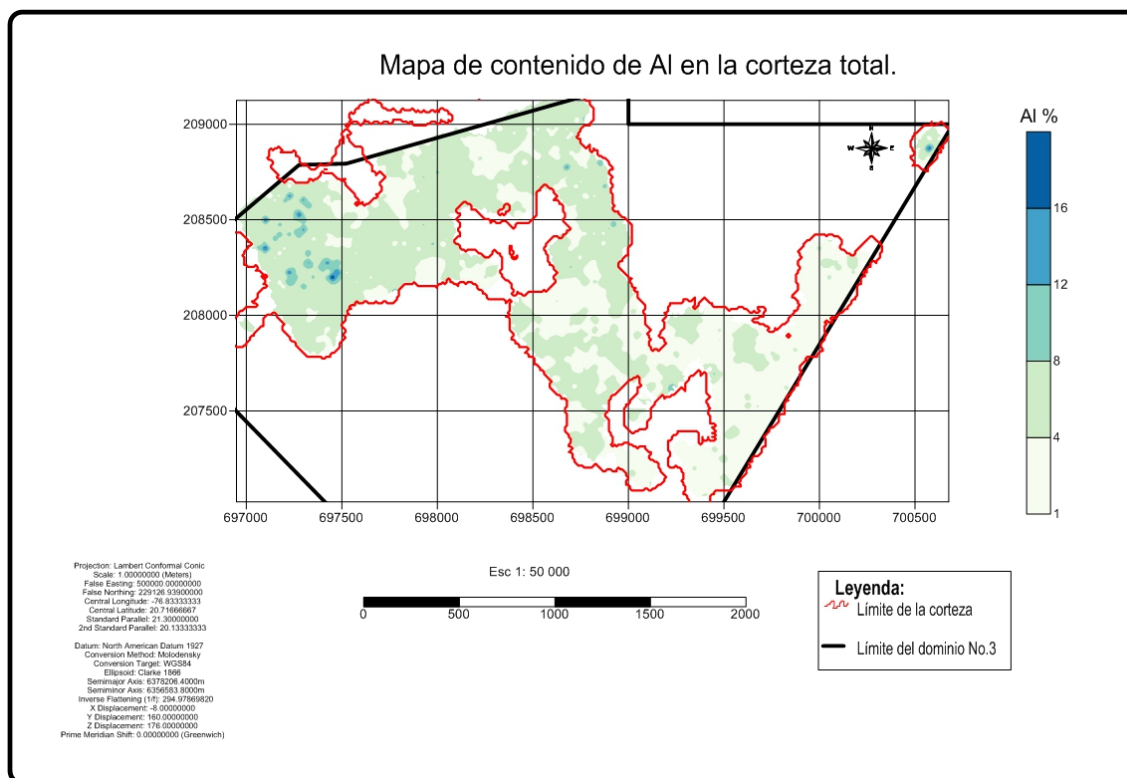 Mapa de contenido de Al en la corteza total.
Al %
209000
208500
208000
207500
N
W E
S
16
12
8
4
1
697000 697500 698000 698500 699000 699500 700000 700500
Projection: Lambert Conformal Conic
Scale: 1.00000000 (Meters)
False Easting: 500000.00000000
False Northing: 229126.93900000
Central Longitude: -76.83333333
Central Latitude: 20.71666667
Standard Parallel: 21.30000000
2nd Standard Parallel: 20.13333333
Datum: North American Datum 1927
Conversion Method: Molodensky
Conversion Target: WGS84
Ellipsoid: Clarke 1866
Semimajor Axis: 6378206.4000m
Semiminor Axis: 6356583.8000m
Inverse Flattening (1/f): 294.97869820
X Displacement: -8.00000000
Y Displacement: 160.00000000
Z Displacement: 176.00000000
Prime Meridian Shift: 0.00000000 (Greenwich)
Esc 1: 50 000
0 500 1000 1500 2000
Leyenda:
Límite de la corteza
Límite del dominio No.3